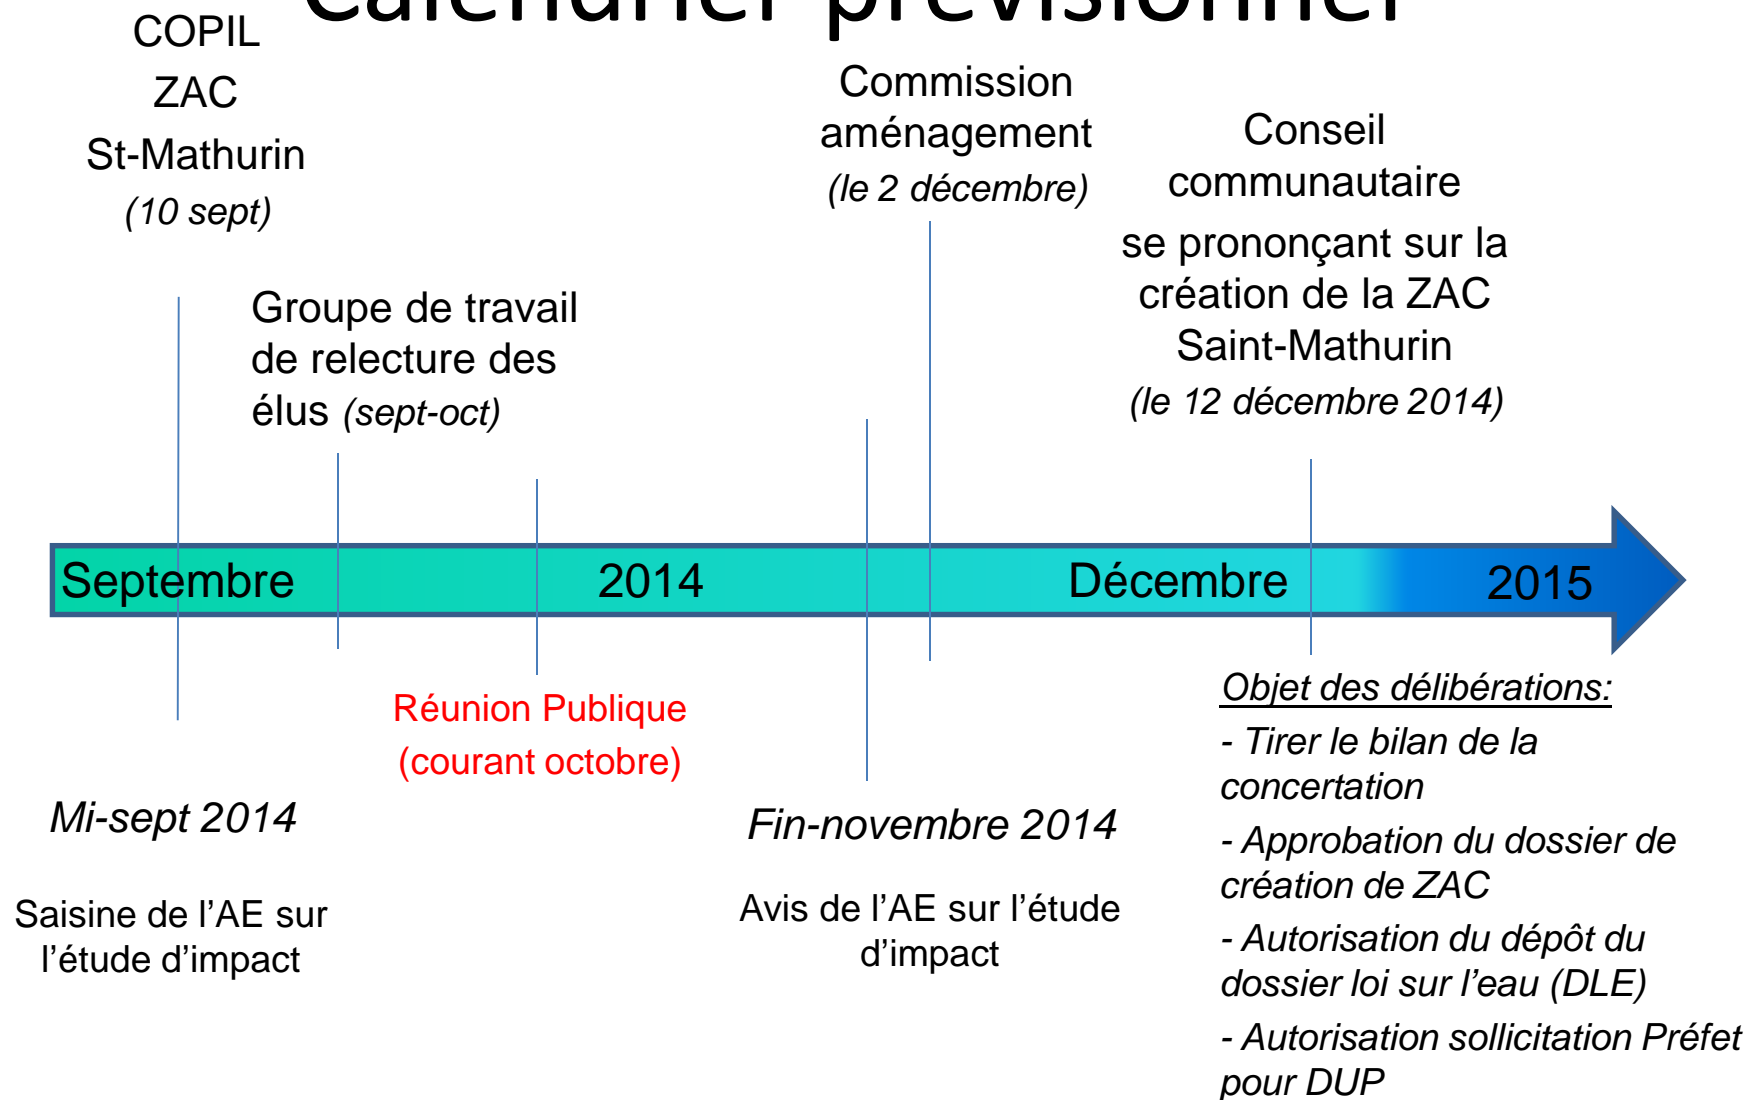 Calendrier prévisionnel
COPIL
ZAC
St-Mathurin
(10 sept)
Groupe de travail
de relecture des
élus (sept-oct)
Commission
aménagement
(le 2 décembre)
Conseil
communautaire
se prononçant sur la
création de la ZAC
Saint-Mathurin
(le 12 décembre 2014)
Septembre 2014 Décembre 2015
Réunion Publique
(courant octobre)
Mi-sept 2014
Saisine de l’AE sur
l’étude d’impact
Fin-novembre 2014
Avis de l’AE sur l’étude
d’impact
Objet des délibérations:
- Tirer le bilan de la
concertation
- Approbation du dossier de
création de ZAC
- Autorisation du dépôt du
dossier loi sur l’eau (DLE)
- Autorisation sollicitation Préfet
pour DUP